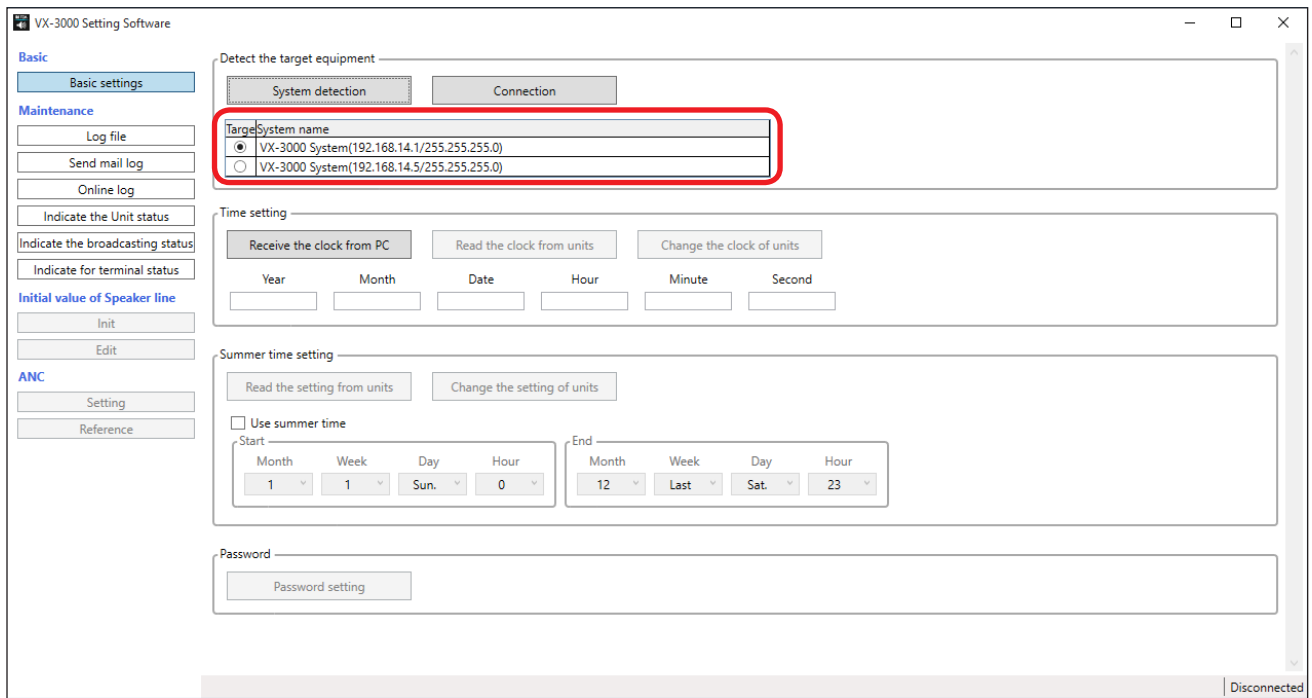 VX-3000 Setting Software
Basic
Basic settings
Maintenance
Log file
Send mail log
Online log
Indicate the Unit status
Indicate the broadcasting status
Indicate for terminal status
Initial value of Speaker line
Init
Edit
ANC
Setting
Reference
Detect the target equipment
System detection Connection
Targe System name
VX-3000 System(192.168.14.1/255.255.255.0)
VX-3000 System(192.168.14.5/255.255.255.0)
Time setting
Receive the clock from PC Read the clock from units Change the clock of units
Year Month Date Hour Minute Second
Summer time setting
Read the setting from units Change the setting of units
Use summer time
Start
Month Week Day Hour
1 1 Sun. 0
End
Month Week Day Hour
12 Last Sat. 23
Password
Password setting
Disconnected